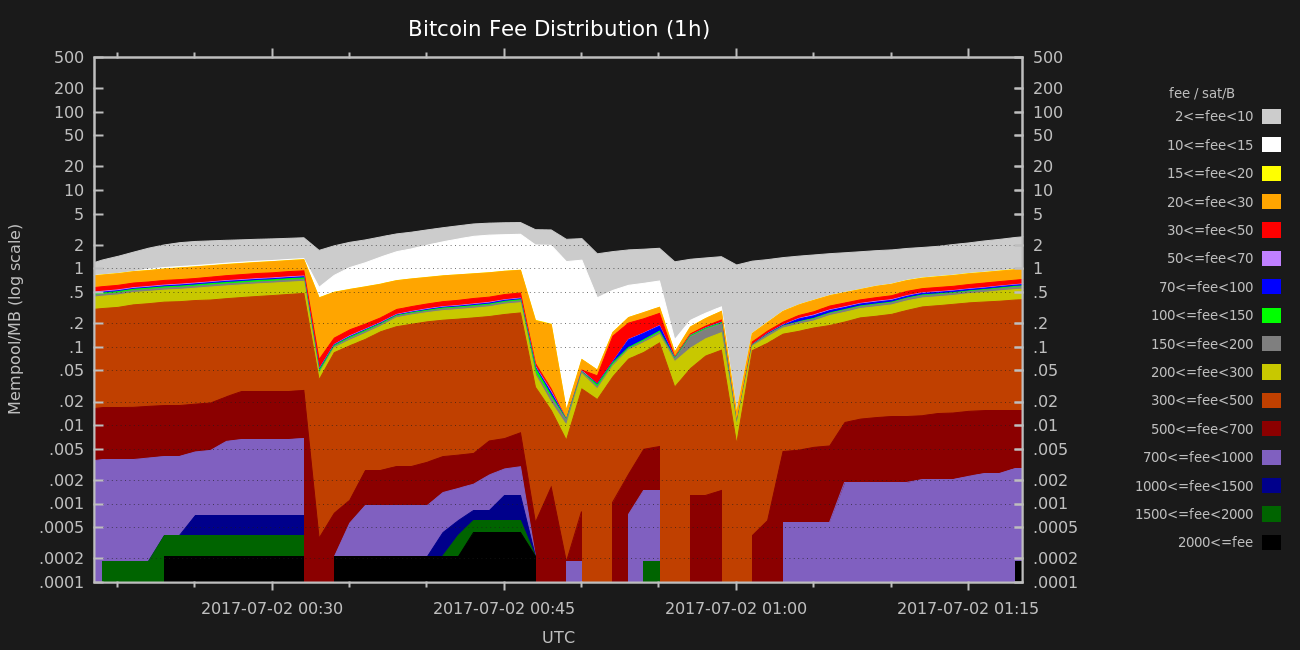 Bitcoin Fee Distribution (1h)
500 500
200 200
100 100
50 50
20 20
10 10
5 5
2 2
1 1
.5 .5
.2 .2
.1 .1
.05 .05
.02 .02
.01 .01
.005 .005
.002 .002
.001 .001
.0005 .0005
.0002 .0002
.0001 .0001
Mempool/MB (log scale)
2017-07-02 00:30 2017-07-02 00:45 2017-07-02 01:00 2017-07-02 01:15
UTC
fee / sat/B
2<=fee<10
10<=fee<15
15<=fee<20
20<=fee<30
30<=fee<50
50<=fee<70
70<=fee<100
100<=fee<150
150<=fee<200
200<=fee<300
300<=fee<500
500<=fee<700
700<=fee<1000
1000<=fee<1500
1500<=fee<2000
2000<=fee